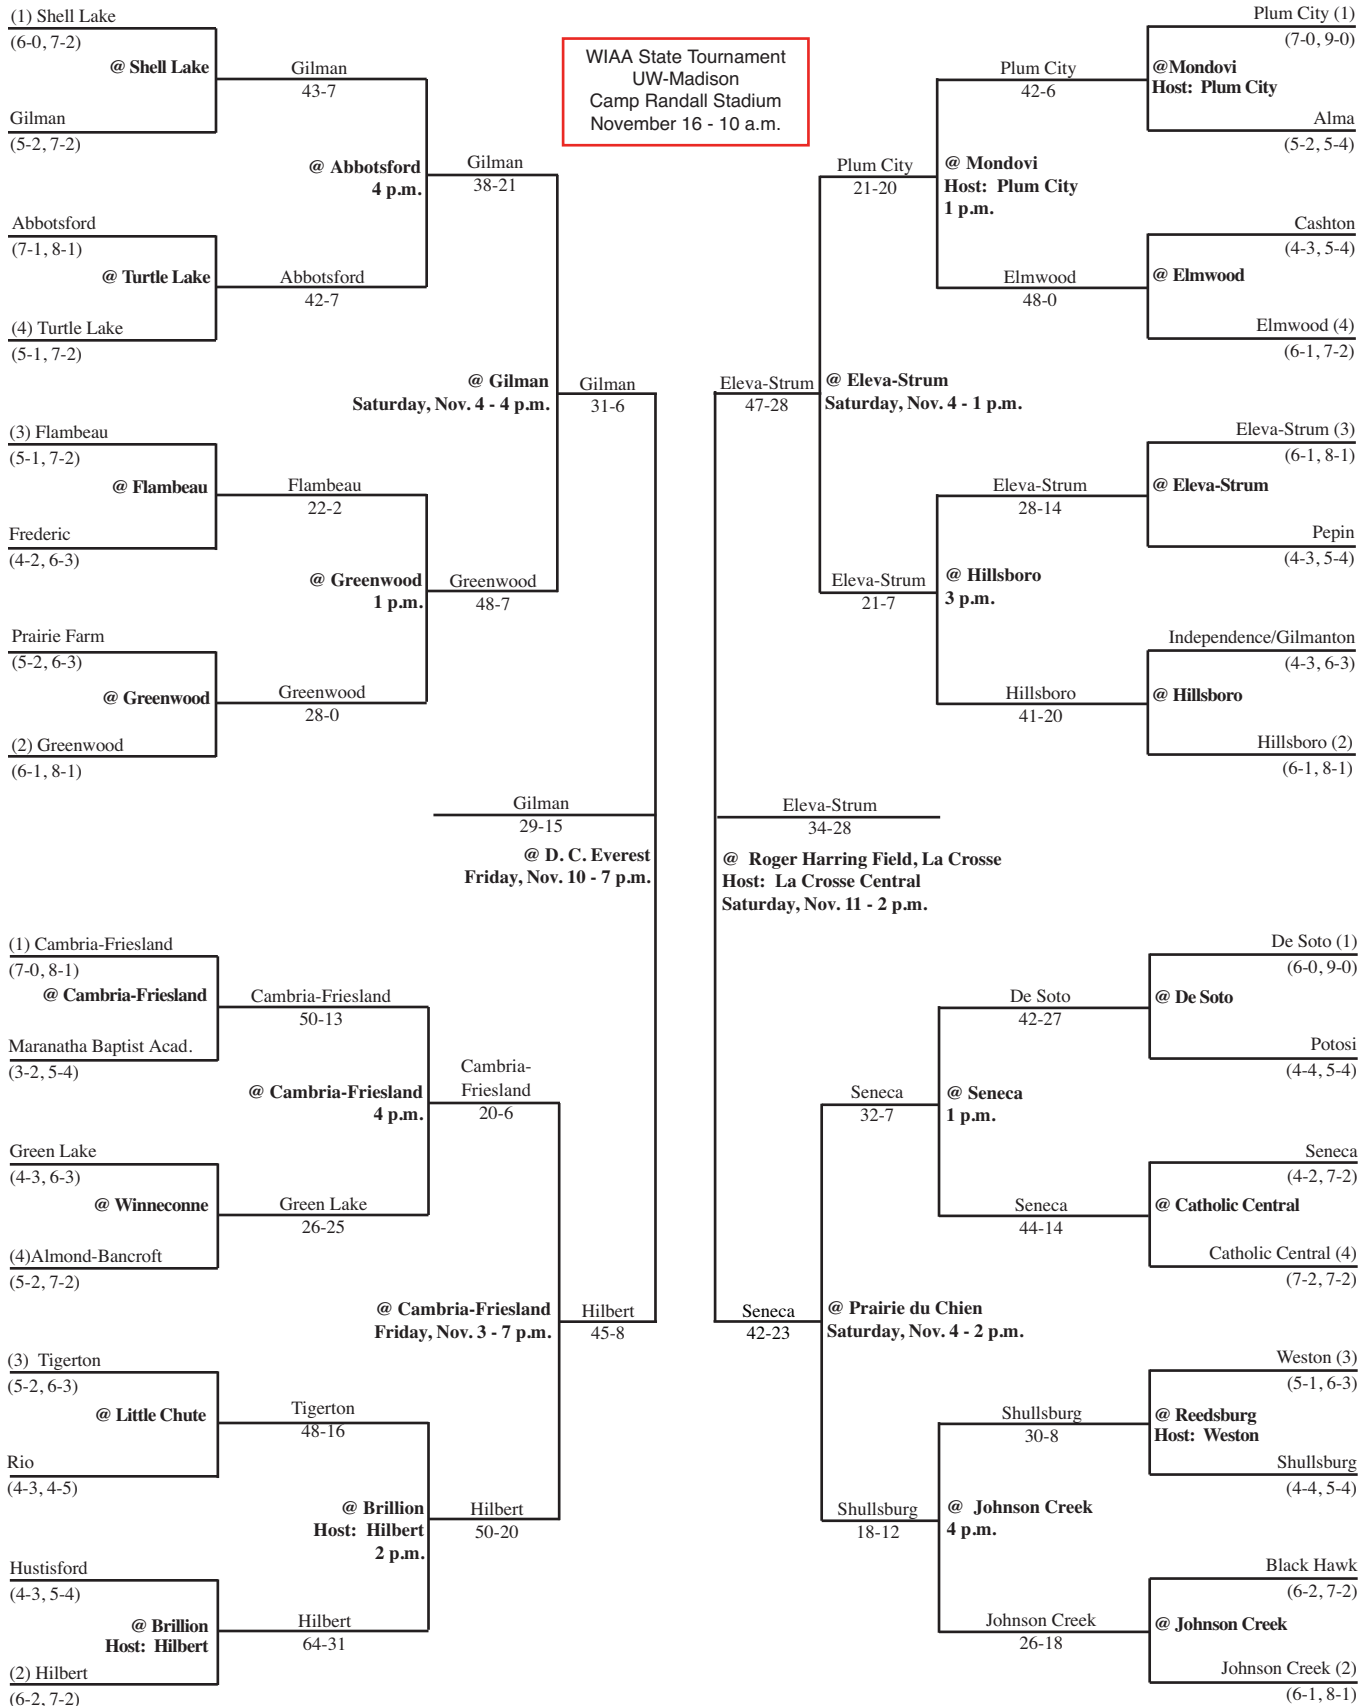 WIAA State Tournament
UW-Madison
Camp Randall Stadium
November 16 - 10 a.m.
(1) Shell Lake
(6-0, 7-2)
@ Shell Lake
Gilman
(5-2, 7-2)
Gilman
43-7
@ Abbotsford
4 p.m.
Abbotsford
(7-1, 8-1)
@ Turtle Lake
(4) Turtle Lake
(5-1, 7-2)
Abbotsford
42-7
Gilman
38-21
@ Gilman
Saturday, Nov. 4 - 4 p.m.
(3) Flambeau
(5-1, 7-2)
@ Flambeau
Frederic
(4-2, 6-3)
Flambeau
22-2
@ Greenwood
1 p.m.
Prairie Farm
(5-2, 6-3)
@ Greenwood
(2) Greenwood
(6-1, 8-1)
Greenwood
28-0
Greenwood
48-7
Gilman
31-6
Gilman
29-15
@ D. C. Everest
Friday, Nov. 10 - 7 p.m.
(1) Cambria-Friesland
(7-0, 8-1)
@ Cambria-Friesland
Maranatha Baptist Acad.
(3-2, 5-4)
Cambria-Friesland
50-13
@ Cambria-Friesland
4 p.m.
Green Lake
(4-3, 6-3)
@ Winneconne
(4)Almond-Bancroft
(5-2, 7-2)
Green Lake
26-25
Cambria-
Friesland
20-6
@ Cambria-Friesland
Friday, Nov. 3 - 7 p.m.
(3) Tigerton
(5-2, 6-3)
@ Little Chute
Rio
(4-3, 4-5)
Tigerton
48-16
@ Brillion
Host: Hilbert
2 p.m.
Hustisford
(4-3, 5-4)
@ Brillion
Host: Hilbert
(2) Hilbert
(6-2, 7-2)
Hilbert
64-31
Hilbert
50-20
Hilbert
45-8
Plum City (1)
(7-0, 9-0)
@Mondovi
Host: Plum City
Alma
(5-2, 5-4)
Plum City
42-6
@ Mondovi
Host: Plum City
1 p.m.
Cashton
(4-3, 5-4)
@ Elmwood
Elmwood (4)
(6-1, 7-2)
Elmwood
48-0
Plum City
21-20
@ Eleva-Strum
Saturday, Nov. 4 - 1 p.m.
Eleva-Strum (3)
(6-1, 8-1)
@ Eleva-Strum
Pepin
(4-3, 5-4)
Eleva-Strum
28-14
@ Hillsboro
3 p.m.
Independence/Gilmanton
(4-3, 6-3)
@ Hillsboro
Hillsboro (2)
(6-1, 8-1)
Hillsboro
41-20
Eleva-Strum
21-7
Eleva-Strum
47-28
Eleva-Strum
34-28
@ Roger Harring Field, La Crosse
Host: La Crosse Central
Saturday, Nov. 11 - 2 p.m.
De Soto (1)
(6-0, 9-0)
@ De Soto
Potosi
(4-4, 5-4)
De Soto
42-27
@ Seneca
1 p.m.
Seneca
(4-2, 7-2)
@ Catholic Central
Catholic Central (4)
(7-2, 7-2)
Seneca
44-14
Seneca
32-7
@ Prairie du Chien
Saturday, Nov. 4 - 2 p.m.
Weston (3)
(5-1, 6-3)
@ Reedsburg
Host: Weston
Shullsburg
(4-4, 5-4)
Shullsburg
30-8
@ Johnson Creek
4 p.m.
Black Hawk
(6-2, 7-2)
@ Johnson Creek
Johnson Creek (2)
(6-1, 8-1)
Johnson Creek
26-18
Shullsburg
18-12
Seneca
42-23